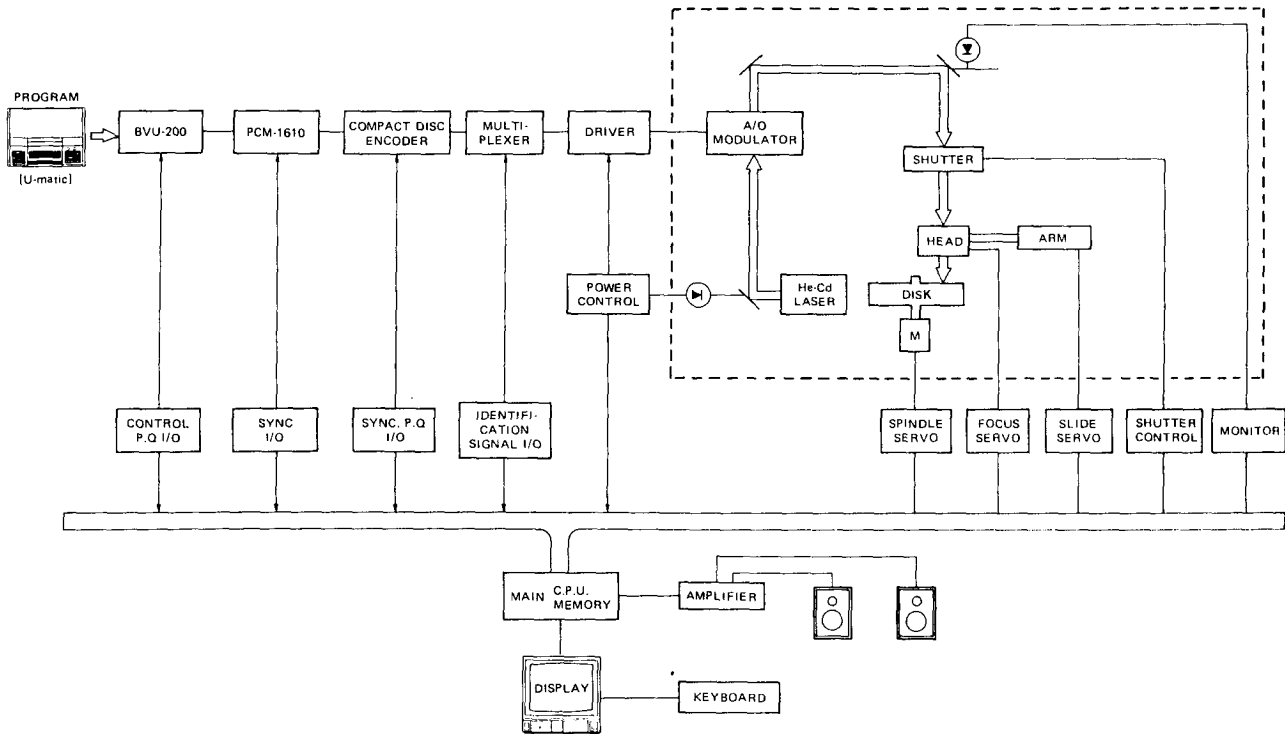 PROGRAM
[U-matic]
BVU-200
PCM-1610
COMPACT DISC
ENCODER
MULTI-
PLEXER
DRIVER
A/O
MODULATOR
SHUTTER
HEAD
ARM
DISK
M
He-Cd
LASER
POWER
CONTROL
CONTROL,
P.Q I/O
SYNC
I/O
SYNC, P.Q
I/O
IDENTIFI-
CATION
SIGNAL I/O
SPINDLE
SERVO
FOCUS
SERVO
SLIDE
SERVO
SHUTTER
CONTROL
MONITOR
MAIN C.P.U.
MEMORY
AMPLIFIER
DISPLAY
KEYBOARD